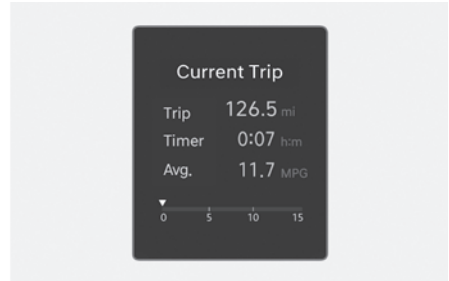 Current Trip
Trip 126.5 mi
Timer 0:07 h:m
Avg. 11.7 MPG
0 5 10 15